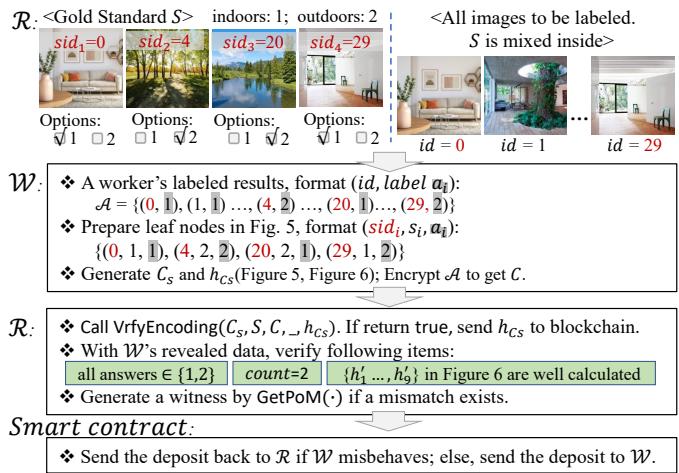 R: <Gold Standard S> indoors: 1; outdoors: 2
<All images to be labeled.
S is mixed inside>
sid₁=0 sid₂=4 sid₃=20 sid₄=29
Options: Options: Options: Options:
√ 1 □ 2 □ 1 √ 2 □ 1 √ 2 √ 1 □ 2
...
id = 0 id = 1 id = 29
W:
❖ A worker's labeled results, format (id, label aᵢ):
A = {(0, 1), (1, 1) …, (4, 2) …, (20, 1)…, (29, 2)}
❖ Prepare leaf nodes in Fig. 5, format (sidᵢ, sᵢ, aᵢ):
{(0, 1, 1), (4, 2, 2), (20, 2, 1), (29, 1, 2)}
❖ Generate Cₛ and h_Cs(Figure 5, Figure 6); Encrypt A to get C.
R:
❖ Call VrfyEncoding(Cₛ, S, C, _, h_Cs). If return true, send h_Cs to blockchain.
❖ With W's revealed data, verify following items:
all answers ∈ {1,2} count=2 {h′₁ …, h′₉} in Figure 6 are well calculated
❖ Generate a witness by GetPoM(·) if a mismatch exists.
Smart contract:
❖ Send the deposit back to R if W misbehaves; else, send the deposit to W.